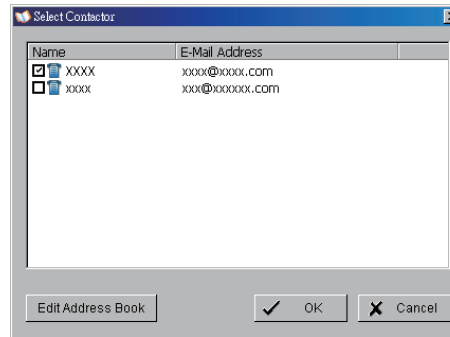 Select Contactor
Name E-Mail Address
XXXX xxxx@xxxx.com
xxxx xxx@xxxxxx.com
Edit Address Book OK Cancel